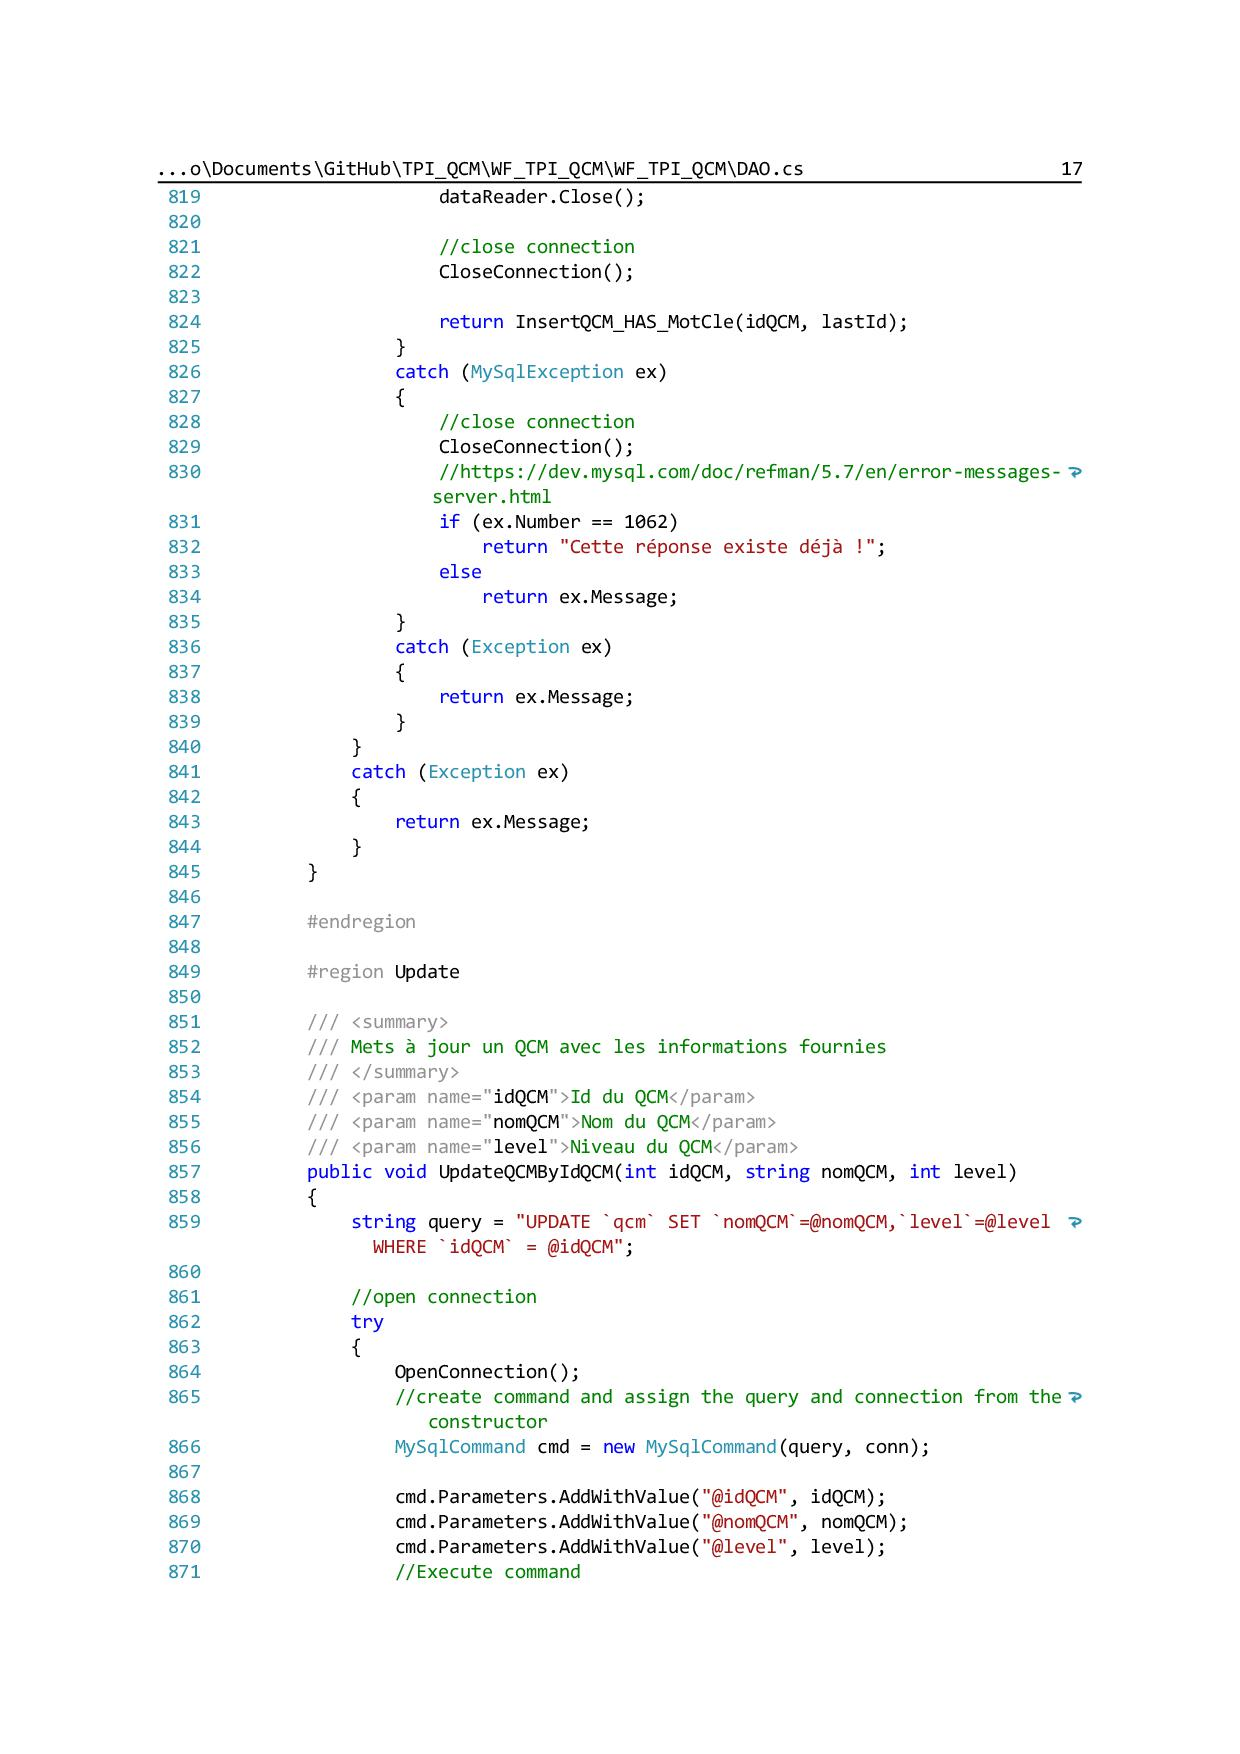 ...o\Documents\GitHub\TPI_QCM\WF_TPI_QCM\WF_TPI_QCM\DAO.cs 17
819 dataReader.Close();
820
821 //close connection
822 CloseConnection();
823
824 return InsertQCM_HAS_MotCle(idQCM, lastId);
825 }
826 catch (MySqlException ex)
827 {
828 //close connection
829 CloseConnection();
830 //https://dev.mysql.com/doc/refman/5.7/en/error-messages-
server.html
831 if (ex.Number == 1062)
832 return "Cette réponse existe déjà !";
833 else
834 return ex.Message;
835 }
836 catch (Exception ex)
837 {
838 return ex.Message;
839 }
840 }
841 catch (Exception ex)
842 {
843 return ex.Message;
844 }
845 }
846
847 #endregion
848
849 #region Update
850
851 /// <summary>
852 /// Mets à jour un QCM avec les informations fournies
853 /// </summary>
854 /// <param name="idQCM">Id du QCM</param>
855 /// <param name="nomQCM">Nom du QCM</param>
856 /// <param name="level">Niveau du QCM</param>
857 public void UpdateQCMByIdQCM(int idQCM, string nomQCM, int level)
858 {
859 string query = "UPDATE `qcm` SET `nomQCM`=@nomQCM,`level`=@level
WHERE `idQCM` = @idQCM";
860
861 //open connection
862 try
863 {
864 OpenConnection();
865 //create command and assign the query and connection from the
constructor
866 MySqlCommand cmd = new MySqlCommand(query, conn);
867
868 cmd.Parameters.AddWithValue("@idQCM", idQCM);
869 cmd.Parameters.AddWithValue("@nomQCM", nomQCM);
870 cmd.Parameters.AddWithValue("@level", level);
871 //Execute command